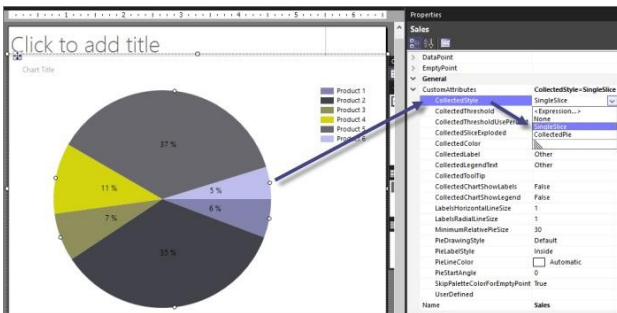 Properties
Click to add title
Sales
DataPoint
EmptyPoint
Chart Title
General
CustomAttributes CollectedStyle=SingleSlice
Product 1
CollectedStyle SingleSlice
Product 2
CollectedThreshold <Expression...>
Product 3
CollectedThresholdUsePercent None
Product 4
SingleSlice
Product 5
CollectedSliceExploded CollectedPie
Product 6
CollectedColor
37 %
CollectedLabel Other
CollectedLegendText Other
CollectedToolTip
11 %
5 %
CollectedChartShowLabels False
CollectedChartShowLegend False
6 %
LabelsHorizontalLineSize 1
7 %
LabelsRadialLineSize 1
MinimumRelativePieSize 30
PieDrawingStyle Default
35 %
PieLabelStyle Inside
PieLineColor Automatic
PieStartAngle 0
SkipPaletteColorForEmptyPoint True
UserDefined
Name Sales